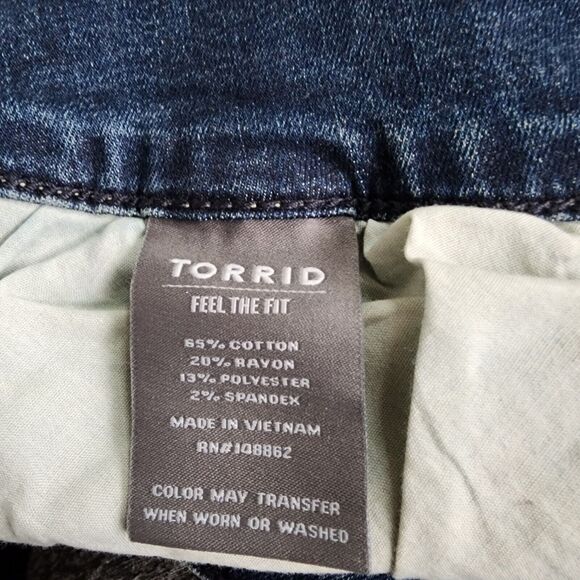 TORRID
FEEL THE FIT
65% COTTON
20% RAYON
13% POLYESTER
2% SPANDEX
MADE IN VIETNAM
RN#148862
COLOR MAY TRANSFER
WHEN WORN OR WASHED